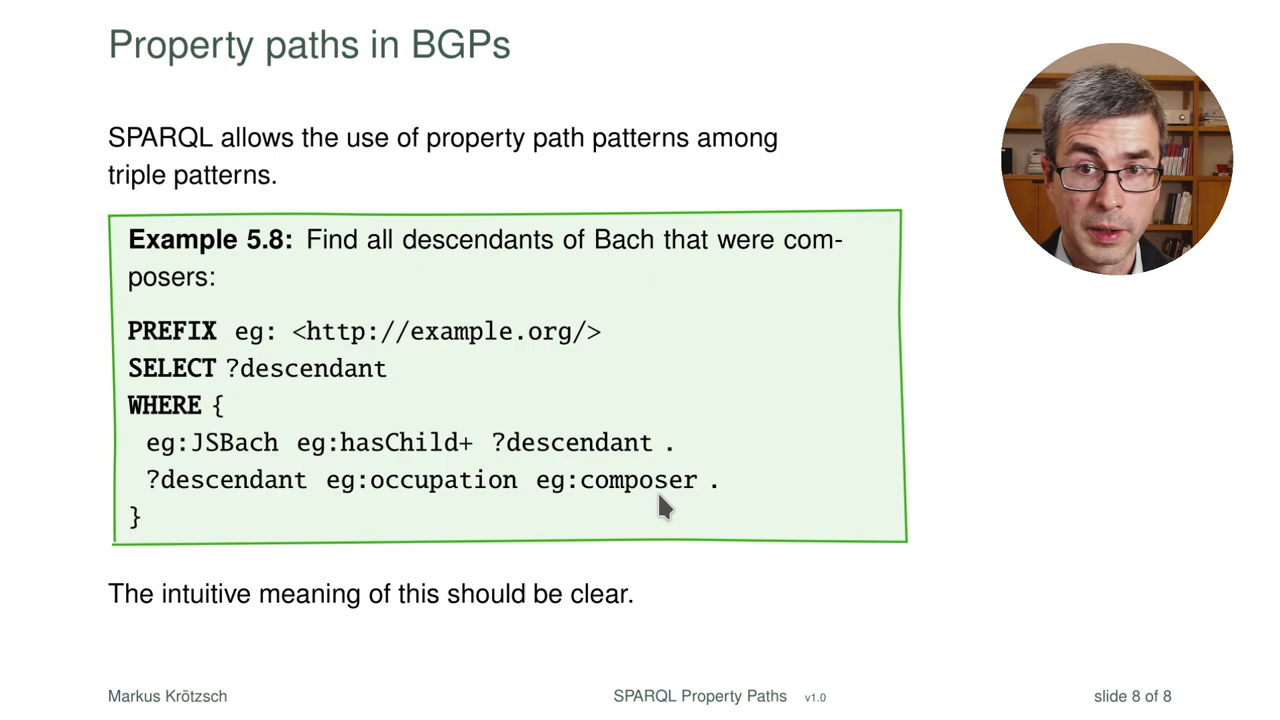 Property paths in BGPs
SPARQL allows the use of property path patterns among
triple patterns.
Example 5.8: Find all descendants of Bach that were com-
posers:
PREFIX eg: <http://example.org/>
SELECT ?descendant
WHERE {
eg:JSBach eg:hasChild+ ?descendant .
?descendant eg:occupation eg:composer .
}
The intuitive meaning of this should be clear.
Markus Krötzsch SPARQL Property Paths v1.0 slide 8 of 8